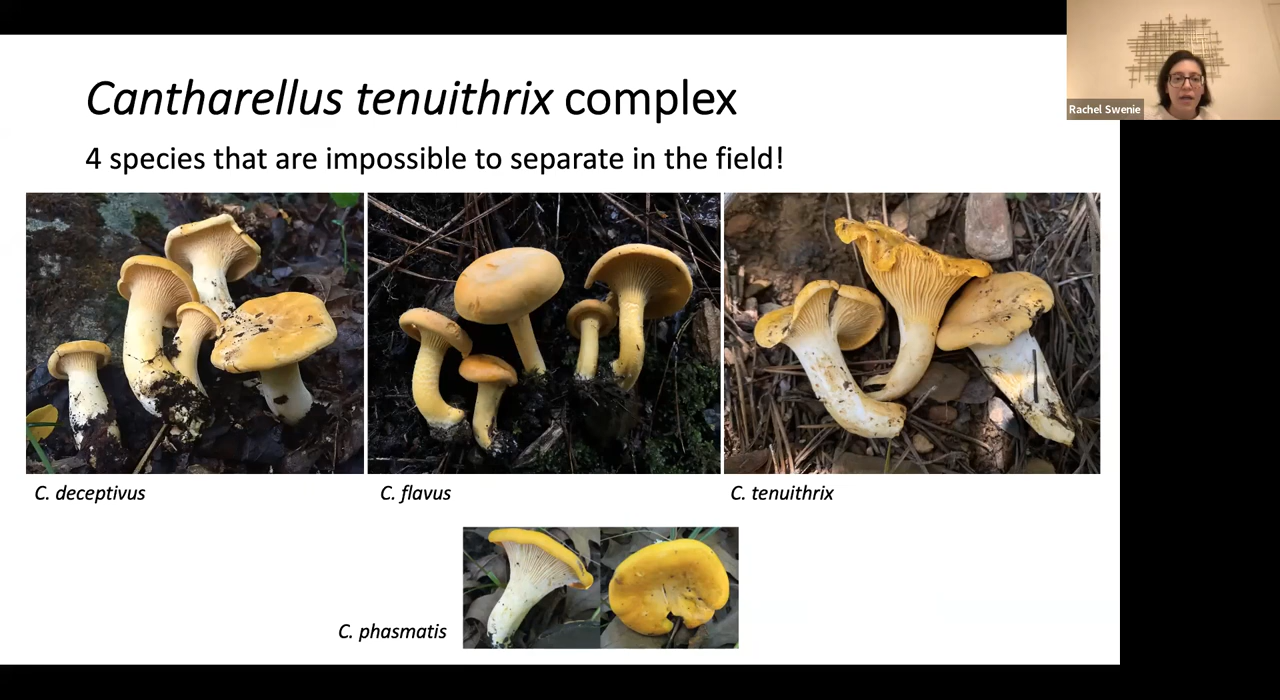 Cantharellus tenuithrix complex
Rachel Swenie
4 species that are impossible to separate in the field!
C. deceptivus
C. flavus
C. tenuithrix
C. phasmatis